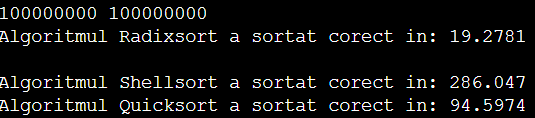 100000000 100000000
Algoritmul Radixsort a sortat corect in: 19.2781
Algoritmul Shellsort a sortat corect in: 286.047
Algoritmul Quicksort a sortat corect in: 94.5974